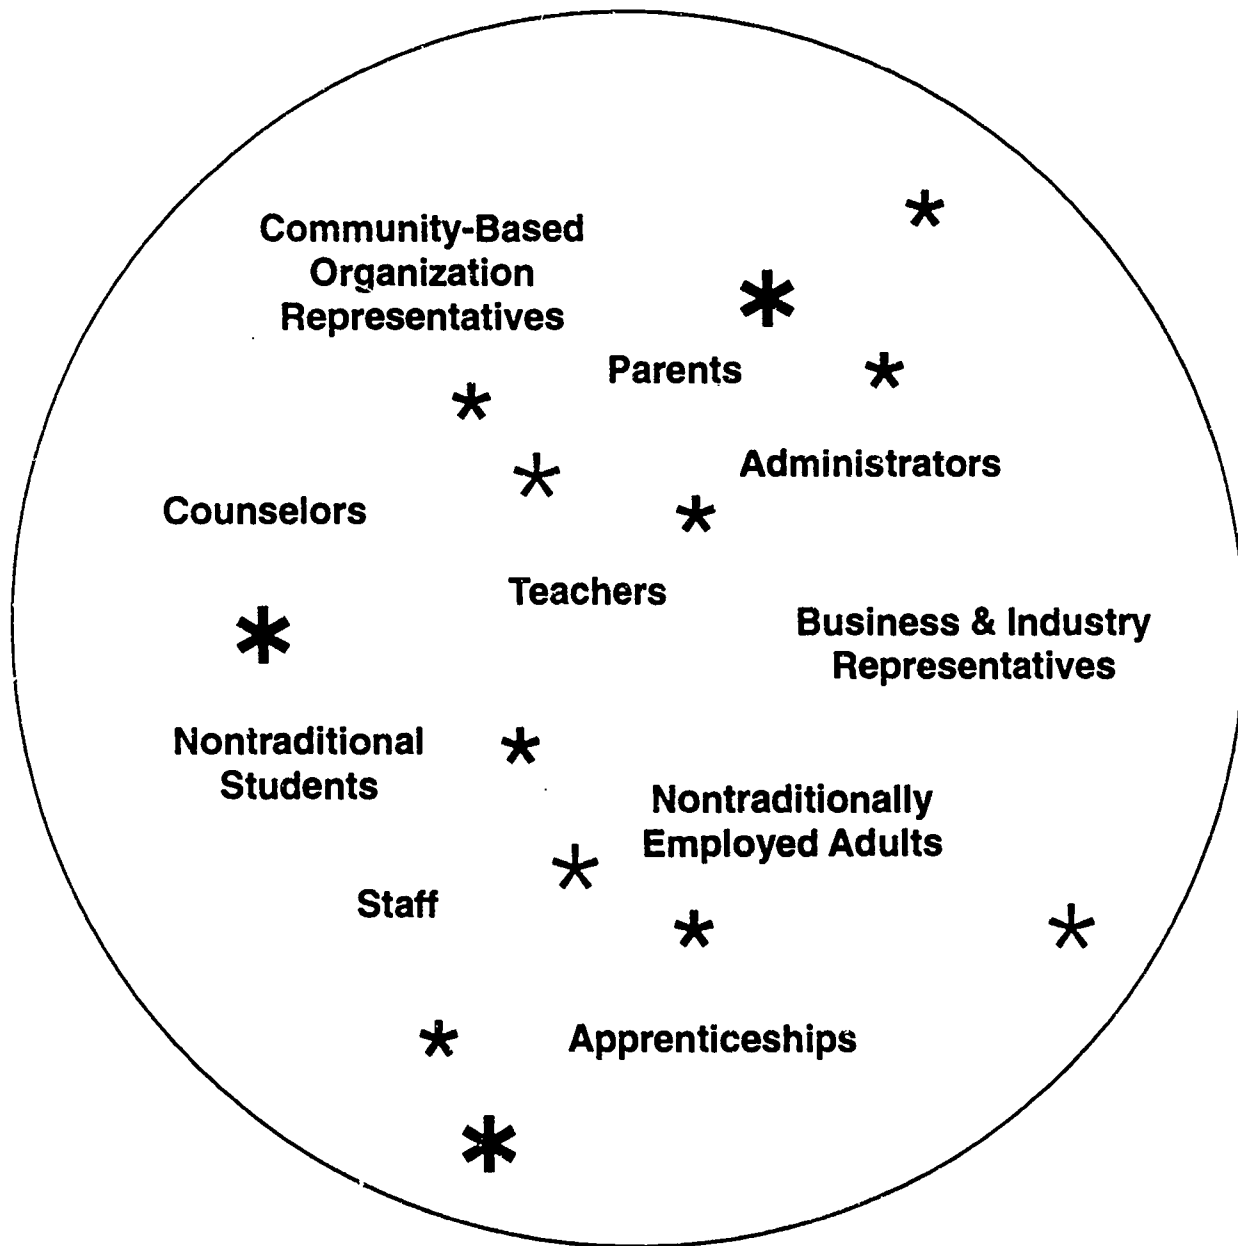 Community-Based
Organization
Representatives
Parents
Administrators
Counselors
Teachers
Business & Industry
Representatives
Nontraditional
Students
Nontraditionally
Employed Adults
Staff
Apprenticeships